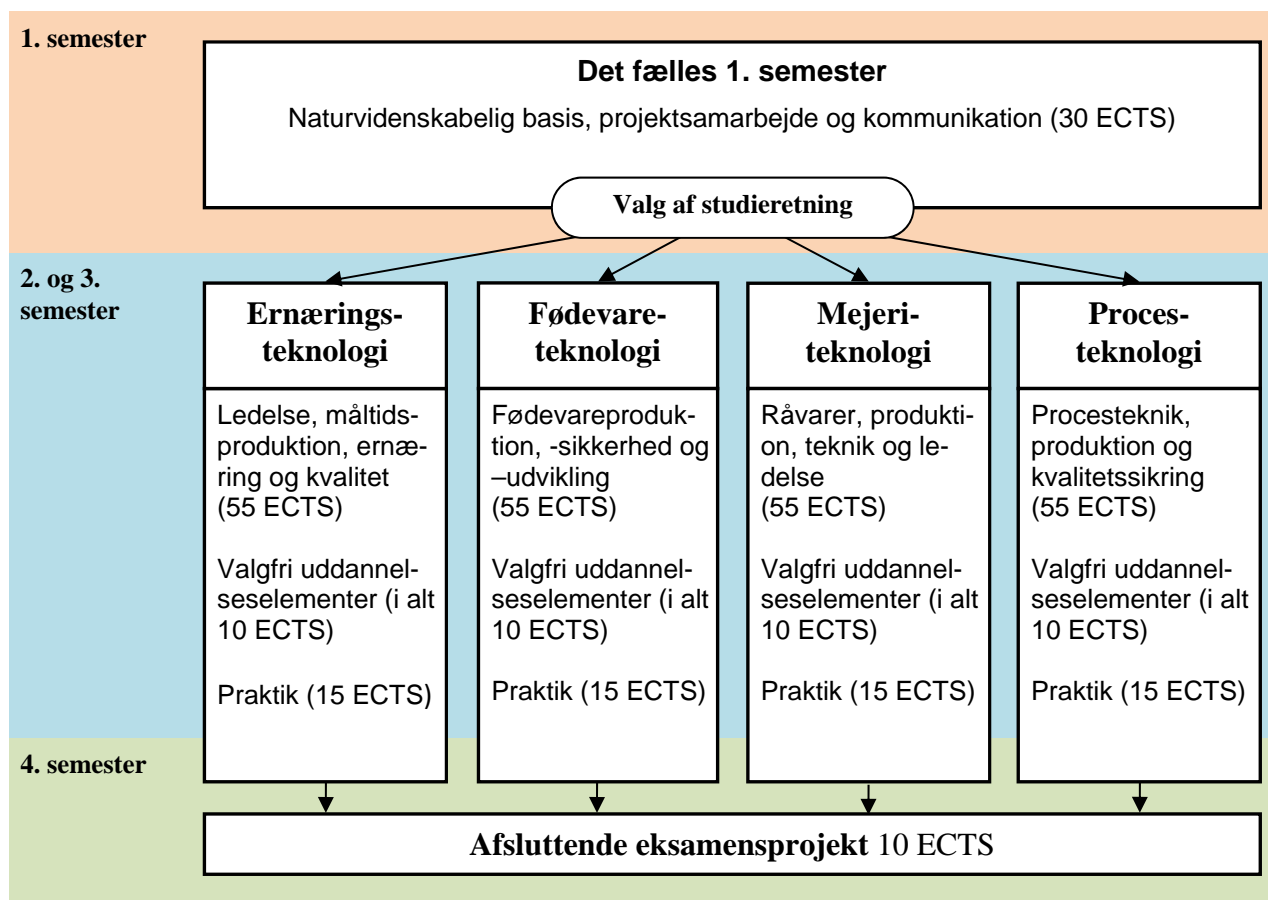 1. semester
Det fælles 1. semester
Naturvidenskabelig basis, projektsamarbejde og kommunikation (30 ECTS)
Valg af studieretning
2. og 3.
semester
Ernærings-
teknologi
Ledelse, måltids-
produktion, ernæ-
ring og kvalitet
(55 ECTS)
Valgfri uddannel-
seselementer (i alt
10 ECTS)
Praktik (15 ECTS)
Fødevare-
teknologi
Fødevareproduk-
tion, -sikkerhed og
–udvikling
(55 ECTS)
Valgfri uddannel-
seselementer (i alt
10 ECTS)
Praktik (15 ECTS)
Mejeri-
teknologi
Råvarer, produkti-
on, teknik og le-
delse
(55 ECTS)
Valgfri uddannel-
seselementer (i alt
10 ECTS)
Praktik (15 ECTS)
Proces-
teknologi
Procesteknik,
produktion og
kvalitetssikring
(55 ECTS)
Valgfri uddannel-
seselementer (i alt
10 ECTS)
Praktik (15 ECTS)
4. semester
Afsluttende eksamensprojekt 10 ECTS